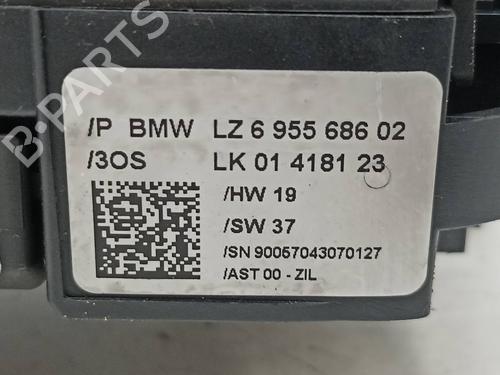 B-PARTS
/P BMW LZ 6 955 686 02
/3OS LK 01 4181 23
/HW 19
/SW 37
/SN 90057043070127
/AST 00 - ZIL